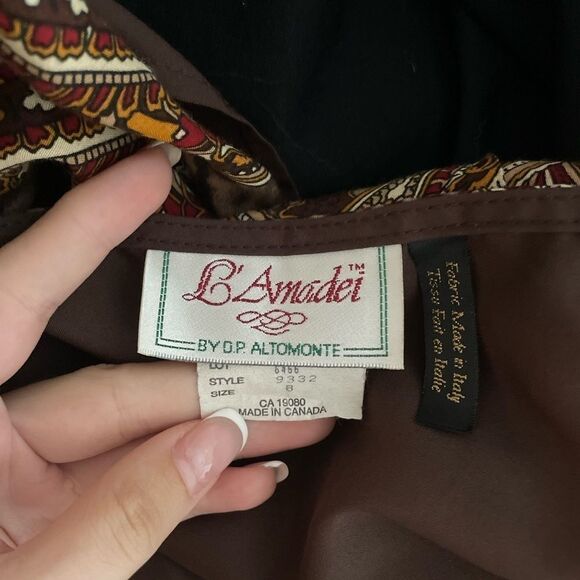 L'Amadei™
BY D.P. ALTOMONTE
LOT 6466
STYLE 9332
SIZE 8
CA 19080
MADE IN CANADA
Fabric Made in Italy
Tissu Fait en Italie